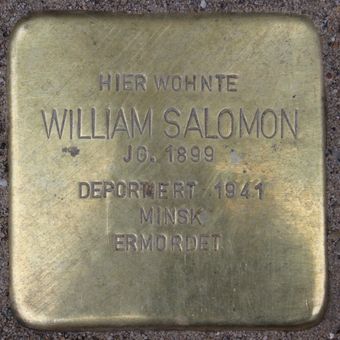 HIER WOHNTE
WILLIAM SALOMON
JG. 1899
DEPORTIERT 1941
MINSK
ERMORDET